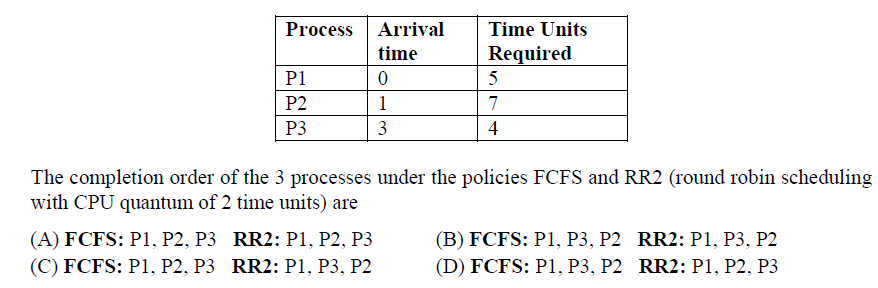 Process Arrival time Time Units Required
P1 0 5
P2 1 7
P3 3 4
The completion order of the 3 processes under the policies FCFS and RR2 (round robin scheduling
with CPU quantum of 2 time units) are
(A) FCFS: P1, P2, P3 RR2: P1, P2, P3 (B) FCFS: P1, P3, P2 RR2: P1, P3, P2
(C) FCFS: P1, P2, P3 RR2: P1, P3, P2 (D) FCFS: P1, P3, P2 RR2: P1, P2, P3